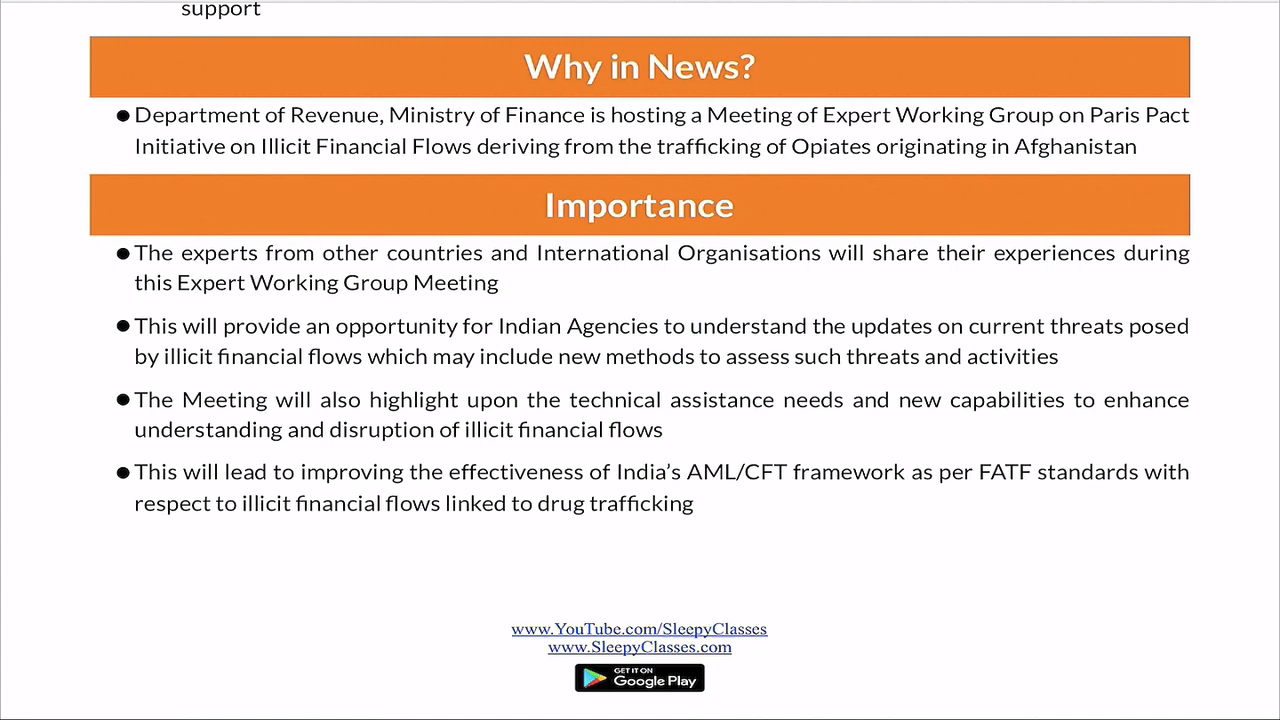 support
Why in News?
● Department of Revenue, Ministry of Finance is hosting a Meeting of Expert Working Group on Paris Pact
Initiative on Illicit Financial Flows deriving from the trafficking of Opiates originating in Afghanistan
Importance
● The experts from other countries and International Organisations will share their experiences during
this Expert Working Group Meeting
● This will provide an opportunity for Indian Agencies to understand the updates on current threats posed
by illicit financial flows which may include new methods to assess such threats and activities
● The Meeting will also highlight upon the technical assistance needs and new capabilities to enhance
understanding and disruption of illicit financial flows
● This will lead to improving the effectiveness of India’s AML/CFT framework as per FATF standards with
respect to illicit financial flows linked to drug trafficking
www.YouTube.com/SleepyClasses
www.SleepyClasses.com
GET IT ON
Google Play